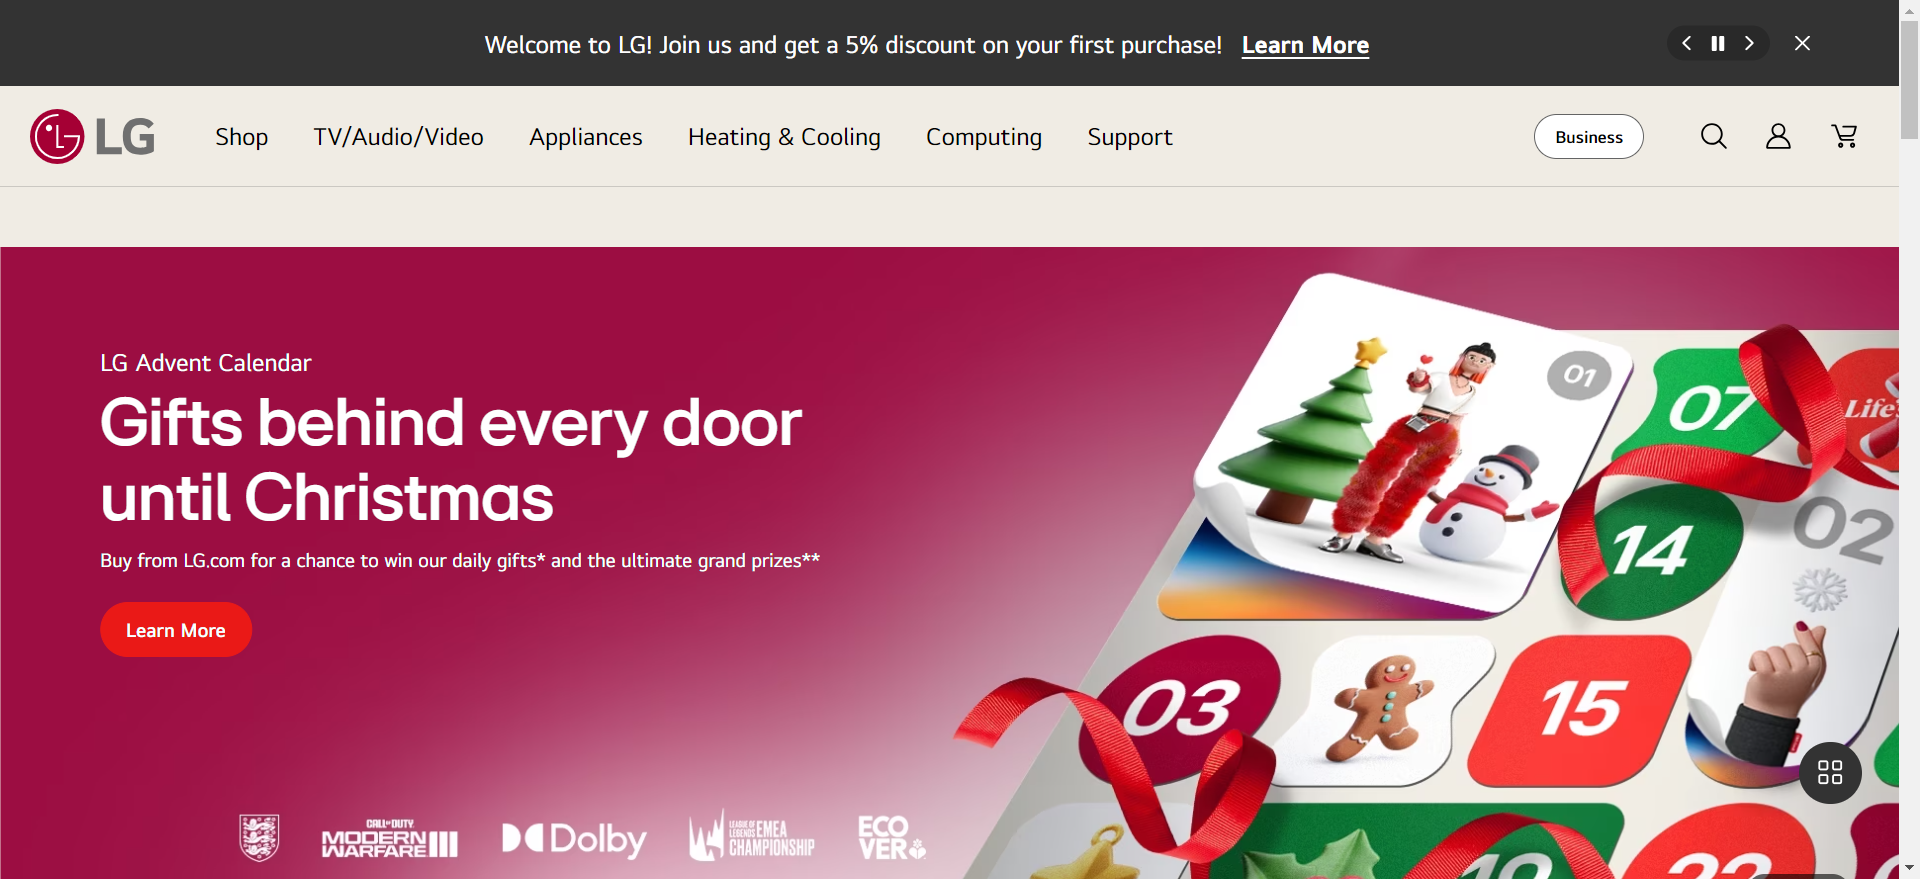 Welcome to LG! Join us and get a 5% discount on your first purchase! Learn More
LG Shop TV/Audio/Video Appliances Heating & Cooling Computing Support Business
LG Advent Calendar
Gifts behind every door
until Christmas
Buy from LG.com for a chance to win our daily gifts* and the ultimate grand prizes**
Learn More
01
07
Life's
14
02
03
15
CALL OF DUTY
MODERN
WARFARE III
Dolby
LEAGUE OF
LEGENDS EMEA
CHAMPIONSHIP
ECO
VER